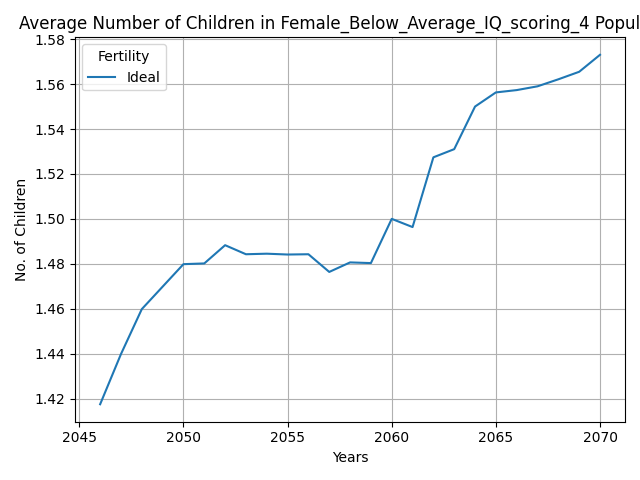 Average Number of Children in Female_Below_Average_IQ_scoring_4 Popul
1.58
1.56
1.54
1.52
1.50
1.48
1.46
1.44
1.42
No. of Children
Fertility
Ideal
2045 2050 2055 2060 2065 2070
Years